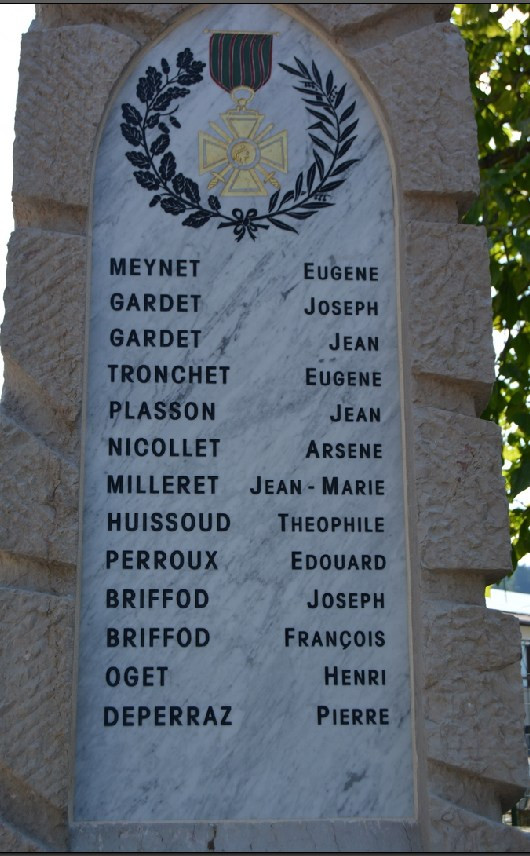 MEYNET EUGENE
GARDET JOSEPH
GARDET JEAN
TRONCHET EUGENE
PLASSON JEAN
NICOLLET ARSENE
MILLERET JEAN-MARIE
HUISSOUD THEOPHILE
PERROUX EDOUARD
BRIFFOD JOSEPH
BRIFFOD FRANÇOIS
OGET HENRI
DEPERRAZ PIERRE